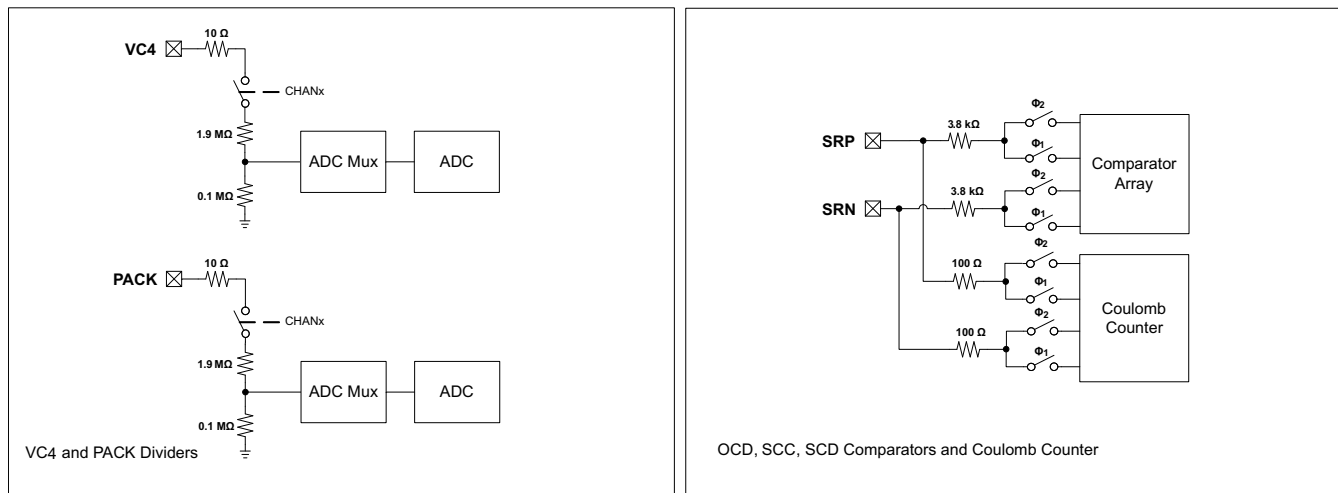 10 Ω
VC4
CHANx
1.9 MΩ
ADC Mux
ADC
0.1 MΩ
10 Ω
PACK
CHANx
1.9 MΩ
ADC Mux
ADC
0.1 MΩ
VC4 and PACK Dividers
Φ2
3.8 kΩ
SRP
Φ1
Comparator
Array
Φ2
3.8 kΩ
SRN
Φ1
Φ2
100 Ω
Φ1
Coulomb
Counter
Φ2
100 Ω
Φ1
OCD, SCC, SCD Comparators and Coulomb Counter